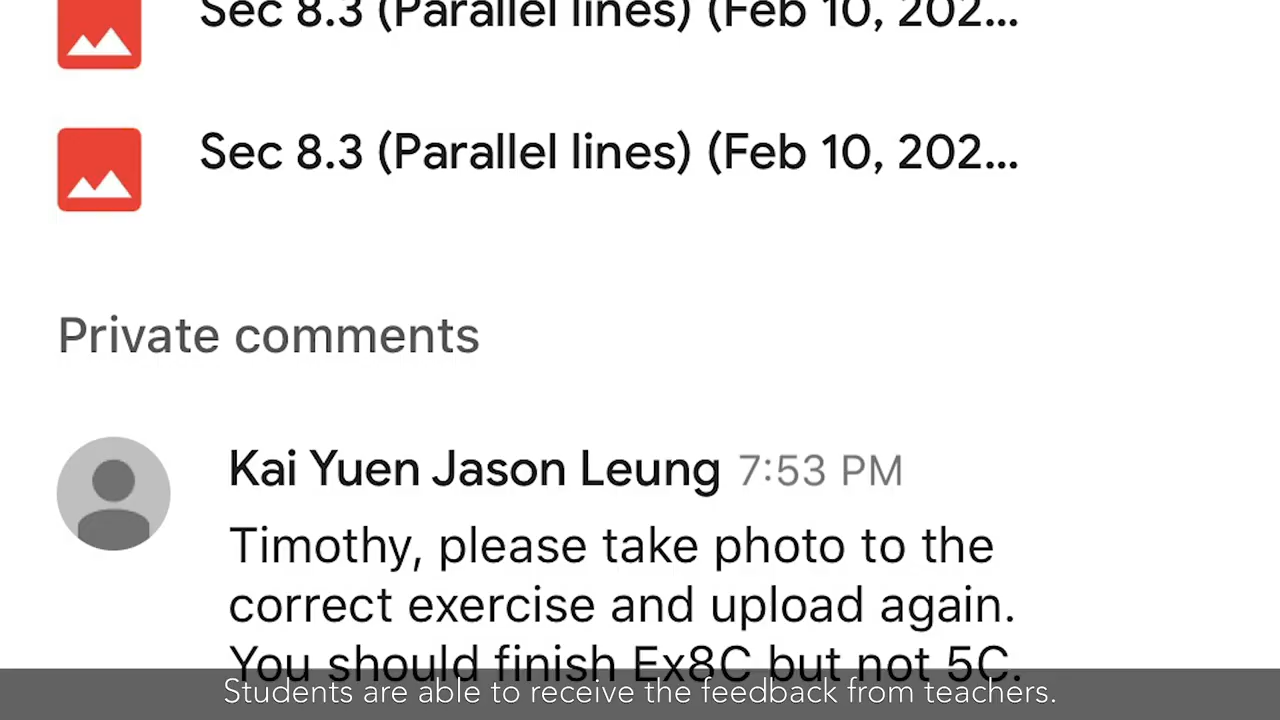 Sec 8.3 (Parallel lines) (Feb 10, 202...
Sec 8.3 (Parallel lines) (Feb 10, 202...
Private comments
Kai Yuen Jason Leung 7:53 PM
Timothy, please take photo to the
correct exercise and upload again.
You should finish Ex8C but not 5C.
Students are able to receive the feedback from teachers.